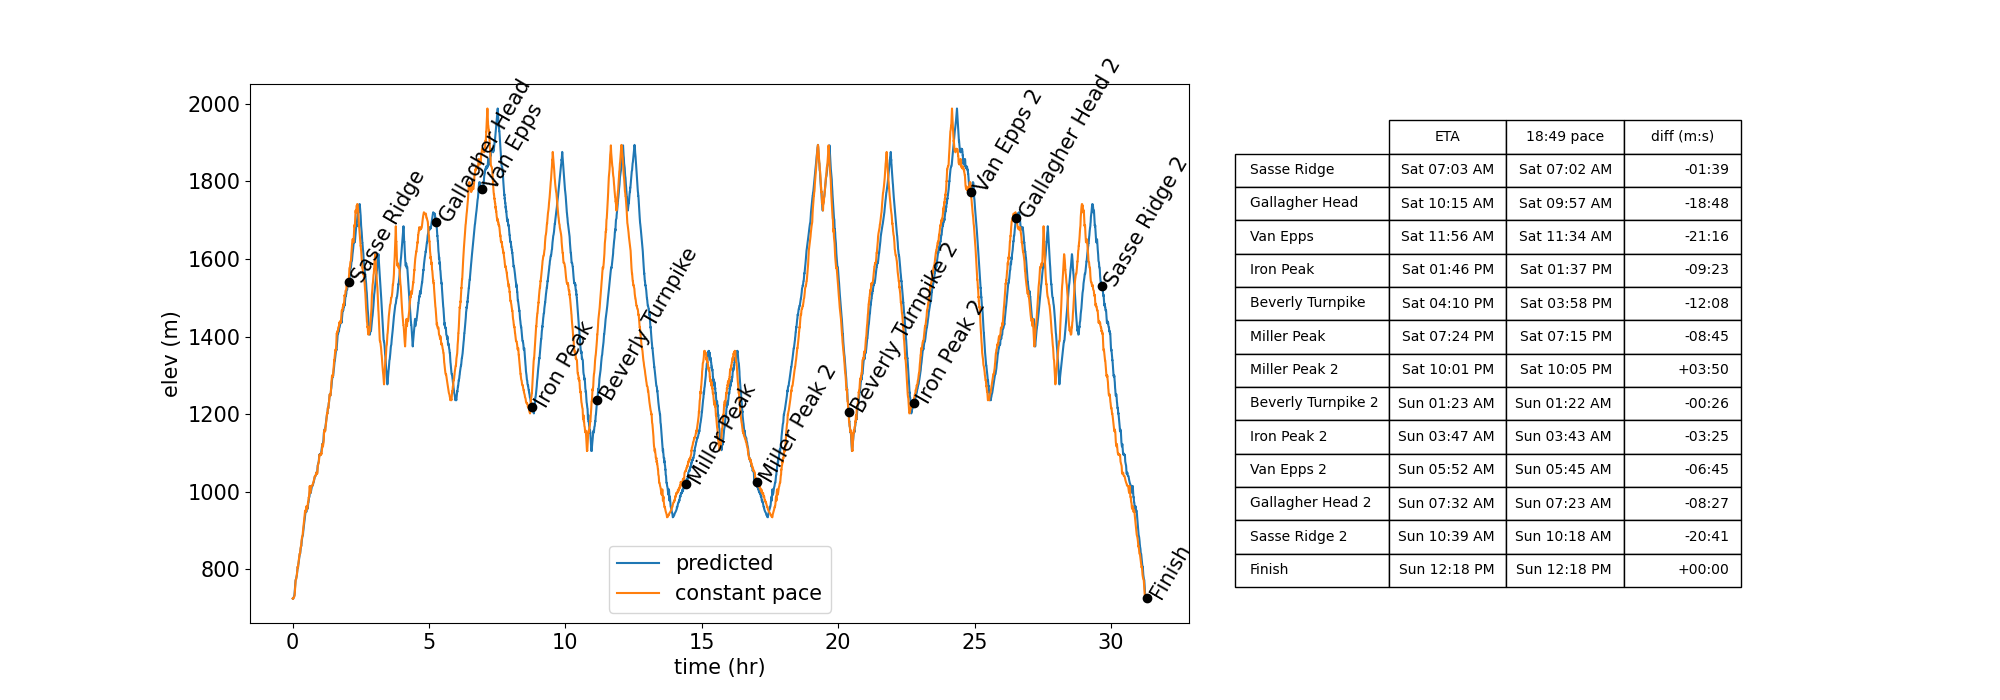 2000
1800
1600
1400
1200
1000
800
elev (m)
0 5 10 15 20 25 30
time (hr)
Sasse Ridge
Gallagher Head
Van Epps
Iron Peak
Beverly Turnpike
Miller Peak
Miller Peak 2
Beverly Turnpike 2
Iron Peak 2
Van Epps 2
Gallagher Head 2
Sasse Ridge 2
Finish
predicted
constant pace
ETA 18:49 pace diff (m:s)
Sasse Ridge Sat 07:03 AM Sat 07:02 AM -01:39
Gallagher Head Sat 10:15 AM Sat 09:57 AM -18:48
Van Epps Sat 11:56 AM Sat 11:34 AM -21:16
Iron Peak Sat 01:46 PM Sat 01:37 PM -09:23
Beverly Turnpike Sat 04:10 PM Sat 03:58 PM -12:08
Miller Peak Sat 07:24 PM Sat 07:15 PM -08:45
Miller Peak 2 Sat 10:01 PM Sat 10:05 PM +03:50
Beverly Turnpike 2 Sun 01:23 AM Sun 01:22 AM -00:26
Iron Peak 2 Sun 03:47 AM Sun 03:43 AM -03:25
Van Epps 2 Sun 05:52 AM Sun 05:45 AM -06:45
Gallagher Head 2 Sun 07:32 AM Sun 07:23 AM -08:27
Sasse Ridge 2 Sun 10:39 AM Sun 10:18 AM -20:41
Finish Sun 12:18 PM Sun 12:18 PM +00:00